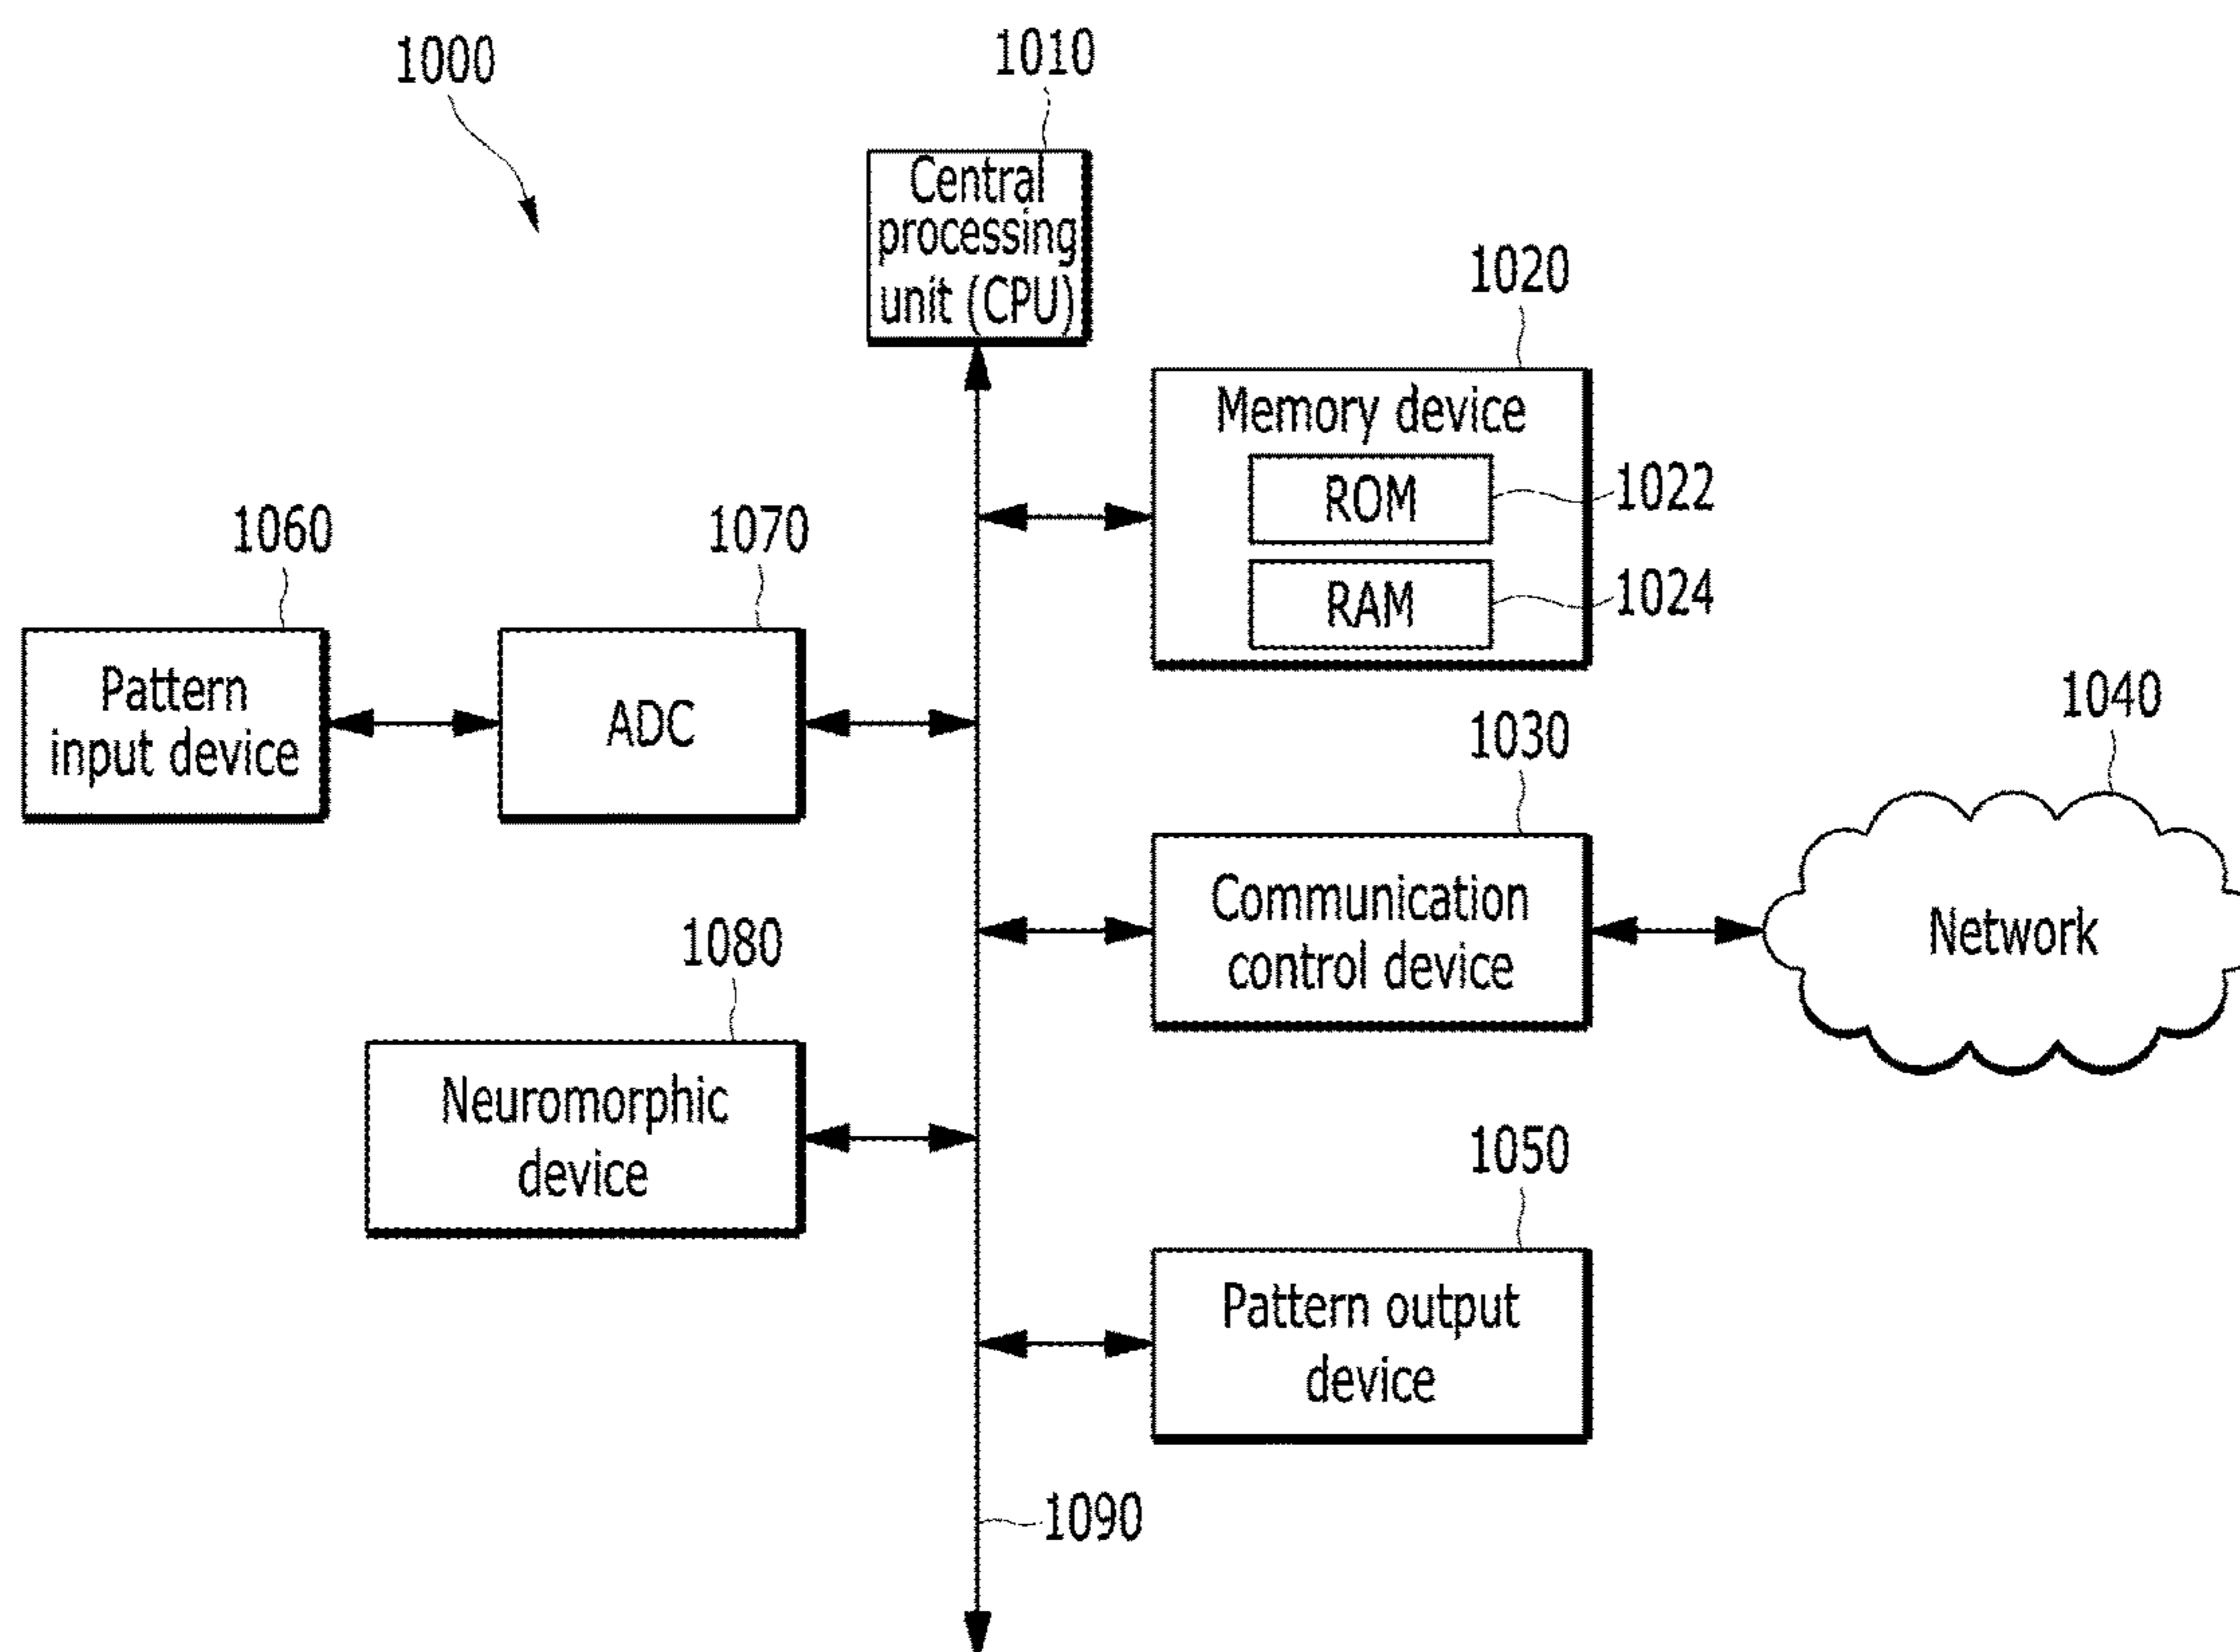 1000
1010
Central
processing
unit (CPU)
1020
Memory device
ROM
1022
RAM
1024
1060
Pattern
input device
1070
ADC
1030
Communication
control device
1040
Network
1080
Neuromorphic
device
1050
Pattern output
device
1090